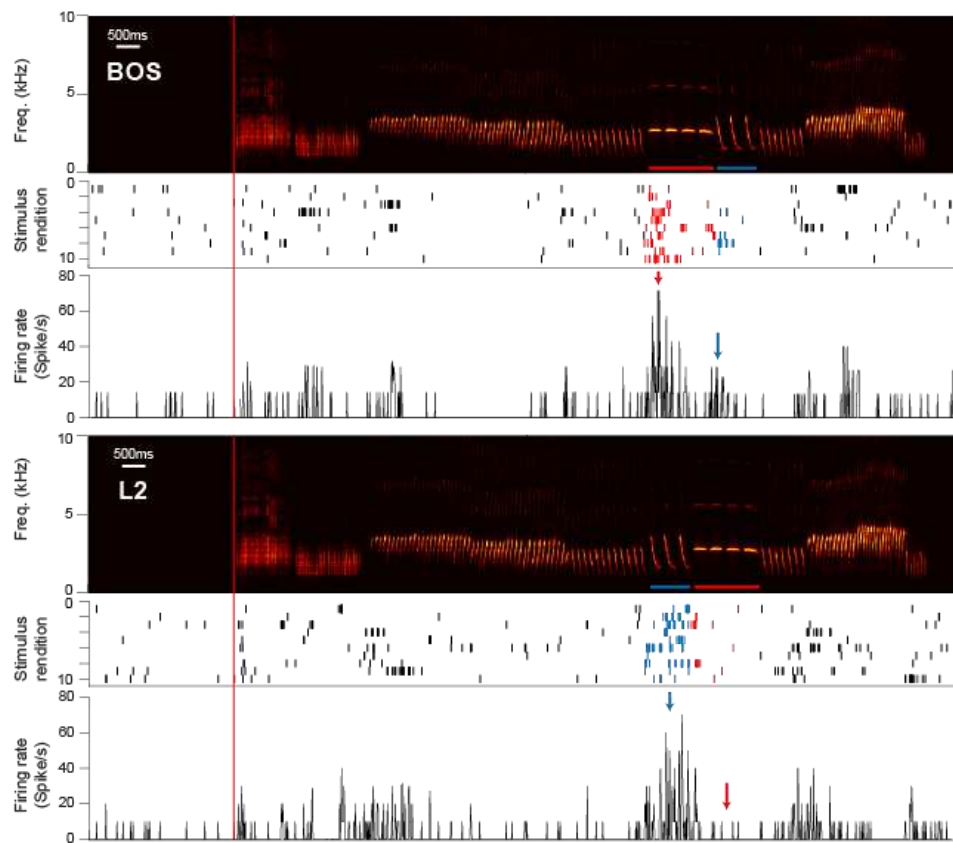 10
500ms
BOS
Freq. (kHz)
5
0
0
Stimulus
rendition
10
80
Firing rate
(Spike/s)
60
40
20
0
10
500ms
L2
Freq. (kHz)
5
0
0
Stimulus
rendition
10
80
Firing rate
(Spike/s)
60
40
20
0